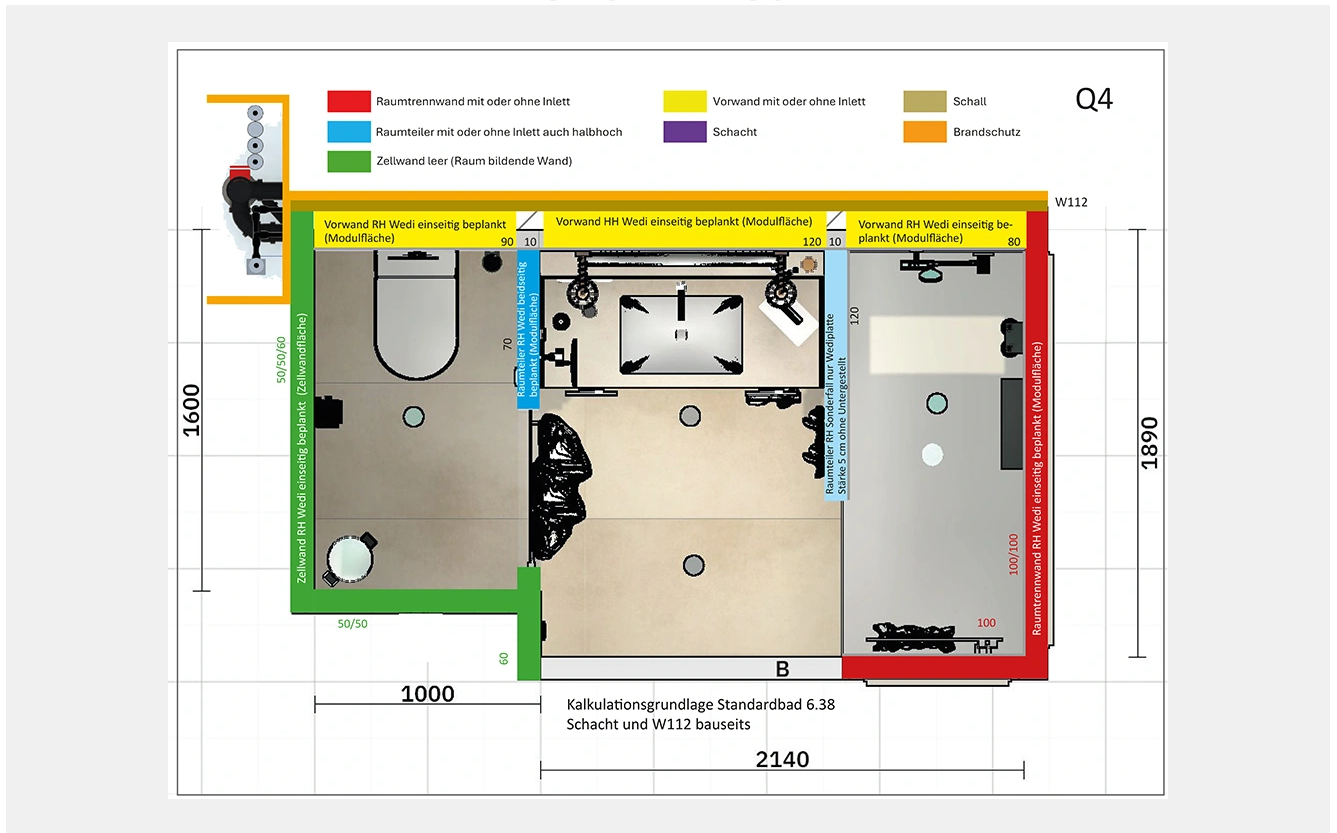 Raumtrennwand mit oder ohne Inlett
Vorwand mit oder ohne Inlett
Schall
Q4
Raumteiler mit oder ohne Inlett auch halbhoch
Schacht
Brandschutz
Zellwand leer (Raum bildende Wand)
W112
Vorwand RH Wedi einseitig beplankt
(Modulfläche)
90
10
Vorwand HH Wedi einseitig beplankt (Modulfläche)
120
10
Vorwand RH Wedi einseitig be-
plankt (Modulfläche)
80
Zellwand RH Wedi einseitig beplankt (Zellwandfläche)
50/50/60
1600
70
Raumteiler RH Wedi beidseitig
beplankt (Modulfläche)
Raumteiler RH Sonderfall nur Wediplatte
Stärke 5 cm ohne Untergestellt
120
Raumtrennwand RH Wedi einseitig beplankt (Modulfläche)
100/100
1890
100
50/50
60
B
1000
Kalkulationsgrundlage Standardbad 6.38
Schacht und W112 bauseits
2140